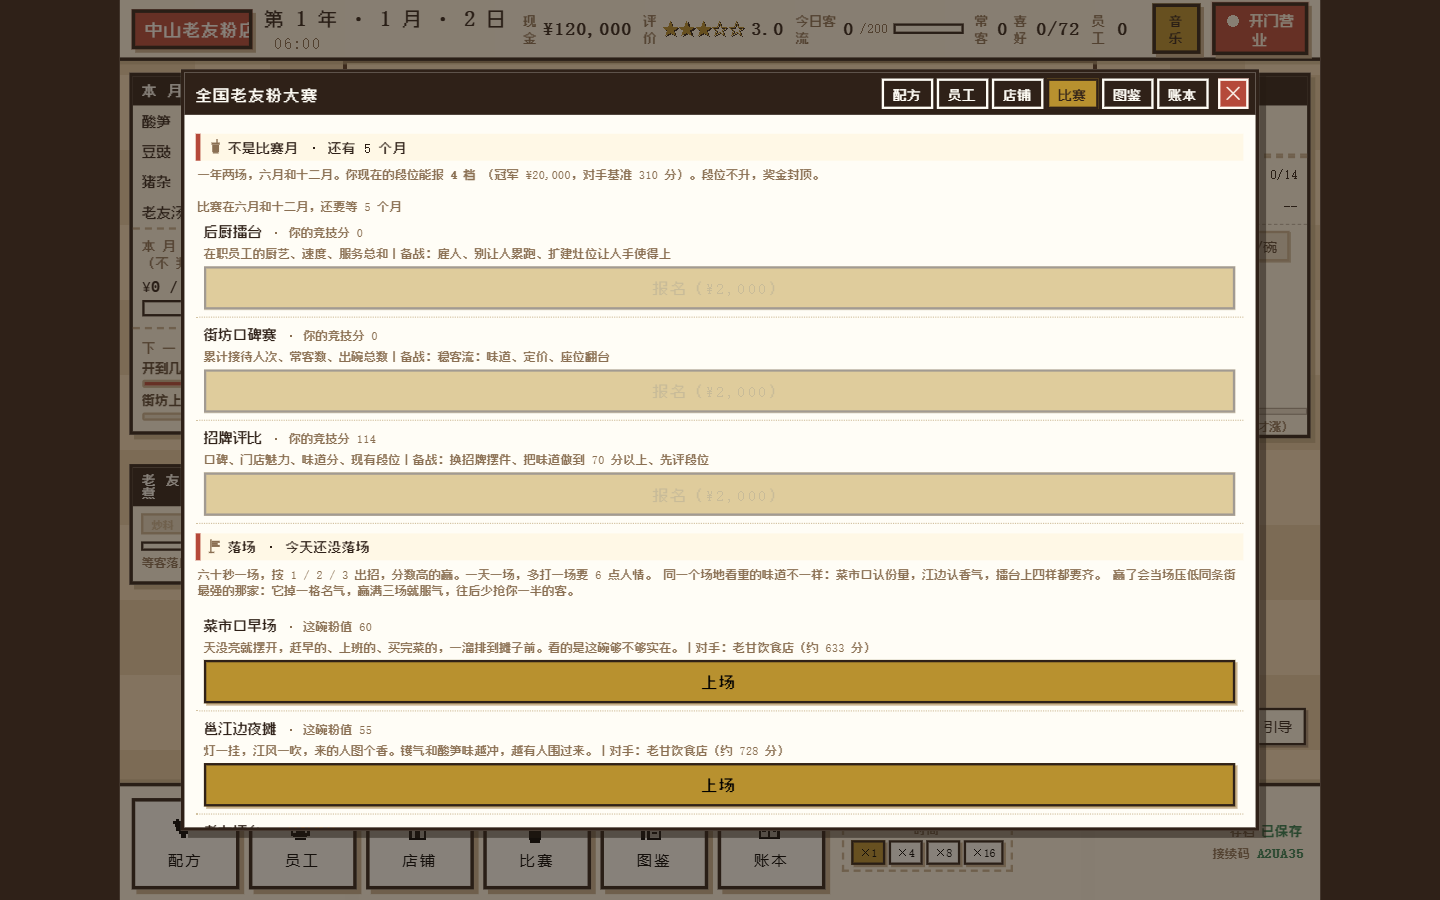 中山老友粉店
第 1 年 · 1 月 · 2 日
06:00
现金 ¥120,000
评价 3.0
今日客流 0 /200
常客 0
喜好 0/72
员工 0
音乐
开门营业
本 月
酸笋
豆豉
猪杂
老友汤
本 月
¥0 /
下 一
开到几
街坊上
老 友
煮
炒料
等客落
全国老友粉大赛
配方
员工
店铺
比赛
图鉴
账本
不是比赛月 · 还有 5 个月
一年两场，六月和十二月。你现在的段位能报 4 档 （冠军 ¥20,000，对手基准 310 分）。段位不升，奖金封顶。
比赛在六月和十二月，还要等 5 个月
后厨擂台 · 你的竞技分 0
在职员工的厨艺、速度、服务总和 | 备战：雇人、别让人累跑、扩建灶位让人手使得上
报名（¥2,000）
街坊口碑赛 · 你的竞技分 0
累计接待人次、常客数、出碗总数 | 备战：稳客流：味道、定价、座位翻台
报名（¥2,000）
招牌评比 · 你的竞技分 114
口碑、门店魅力、味道分、现有段位 | 备战：换招牌摆件、把味道做到 70 分以上、先评段位
报名（¥2,000）
落场 · 今天还没落场
六十秒一场，按 1 / 2 / 3 出招，分数高的赢。一天一场，多打一场要 6 点人情。 同一个场地看重的味道不一样：菜市口认份量，江边认香气，擂台上四样都要齐。 赢了会当场压低同条街
最强的那家：它掉一格名气，赢满三场就服气，往后少抢你一半的客。
菜市口早场 · 这碗粉值 60
天没亮就摆开，赶早的、上班的、买完菜的，一溜排到摊子前。看的是这碗够不够实在。 | 对手：老甘饮食店（约 633 分）
上场
邕江边夜摊 · 这碗粉值 55
灯一挂，江风一吹，来的人图个香。镬气和酸笋味越冲，越有人围过来。 | 对手：老甘饮食店（约 728 分）
上场
0/14
--
碗
才涨）
引导
配方
员工
店铺
比赛
图鉴
账本
×1
×4
×8
×16
已保存
接续码 A2UA35